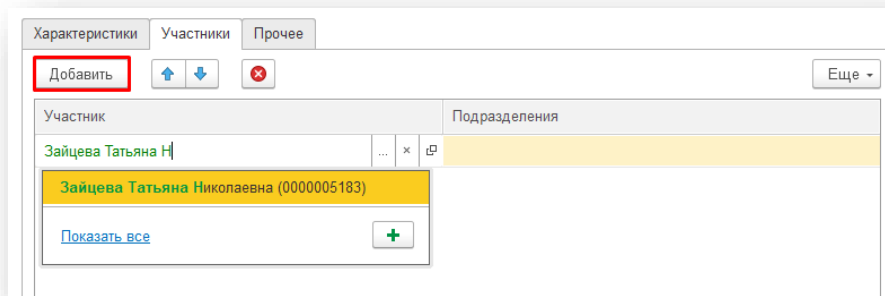 Характеристики Участники Прочее
Добавить Еще
Участник Подразделения
Зайцева Татьяна Н ... ×
Зайцева Татьяна Николаевна (0000005183)
Показать все